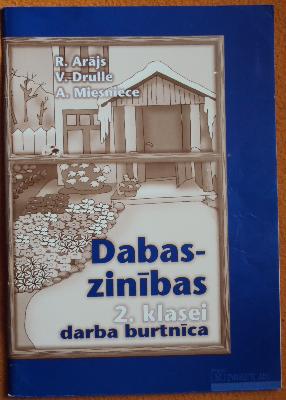 R. Arājs
V. Drulle
A. Miesniece
Dabas-
zinības
2. klasei
darba burtnīca